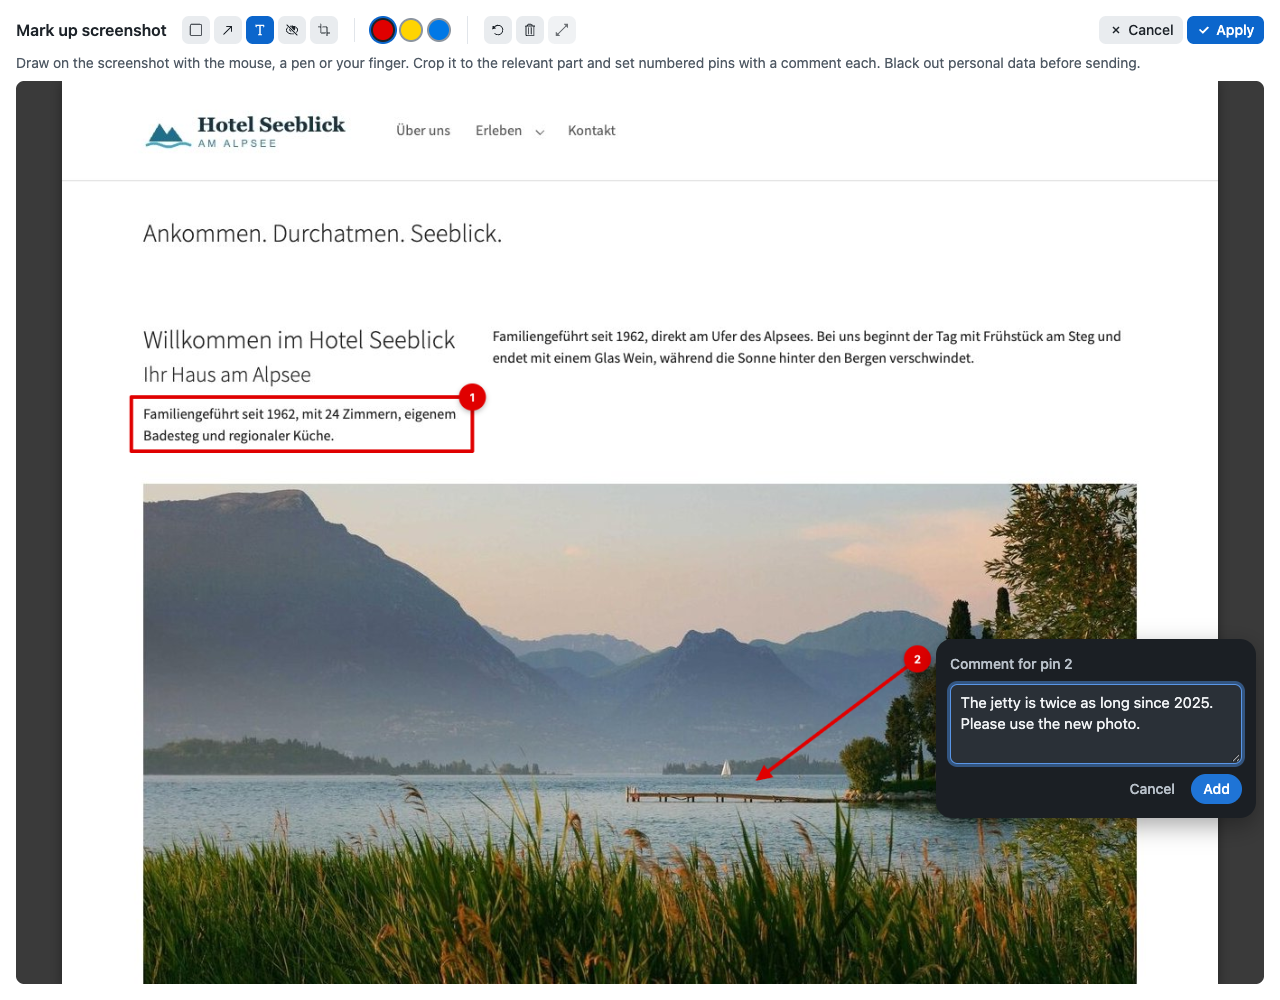 Mark up screenshot
T
Cancel
Apply
Draw on the screenshot with the mouse, a pen or your finger. Crop it to the relevant part and set numbered pins with a comment each. Black out personal data before sending.
Hotel Seeblick
AM ALPSEE
Über uns
Erleben
Kontakt
Ankommen. Durchatmen. Seeblick.
Willkommen im Hotel Seeblick
Ihr Haus am Alpsee
1
Familiengeführt seit 1962, mit 24 Zimmern, eigenem
Badesteg und regionaler Küche.
Familiengeführt seit 1962, direkt am Ufer des Alpsees. Bei uns beginnt der Tag mit Frühstück am Steg und
endet mit einem Glas Wein, während die Sonne hinter den Bergen verschwindet.
2
Comment for pin 2
The jetty is twice as long since 2025.
Please use the new photo.
Cancel
Add